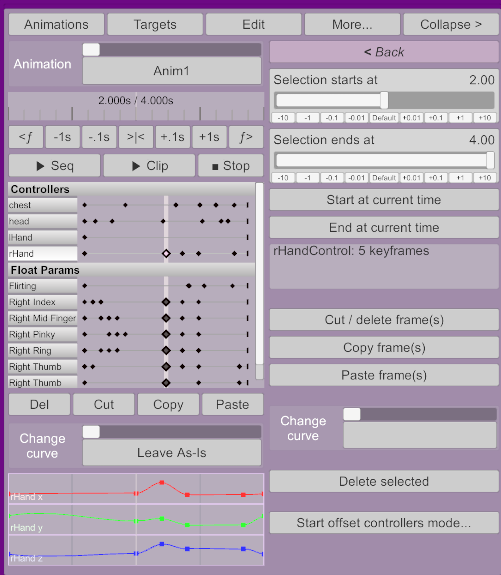 Animations Targets Edit More... Collapse >
Animation
Anim1
2.000s / 4.000s
<ƒ -1s -.1s >|< +.1s +1s ƒ>
▶ Seq ▶ Clip ■ Stop
Controllers
chest
head
lHand
rHand
Float Params
Flirting
Right Index
Right Mid Finger
Right Pinky
Right Ring
Right Thumb
Right Thumb
Del Cut Copy Paste
Change curve
Leave As-Is
rHand x
rHand y
rHand z
< Back
Selection starts at 2.00
-10 -1 -0.1 -0.01 Default +0.01 +0.1 +1 +10
Selection ends at 4.00
-10 -1 -0.1 -0.01 Default +0.01 +0.1 +1 +10
Start at current time
End at current time
rHandControl: 5 keyframes
Cut / delete frame(s)
Copy frame(s)
Paste frame(s)
Change
curve
Delete selected
Start offset controllers mode...